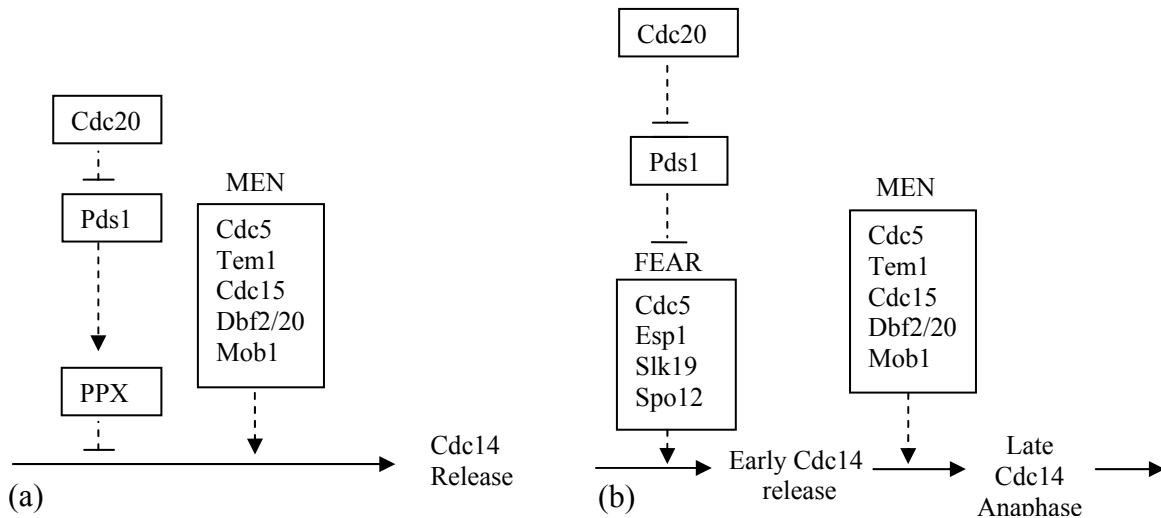 Cdc20
Pds1
PPX
MEN
Cdc5
Tem1
Cdc15
Dbf2/20
Mob1
Cdc14
Release
(a)
Cdc20
Pds1
FEAR
Cdc5
Esp1
Slk19
Spo12
Early Cdc14
release
MEN
Cdc5
Tem1
Cdc15
Dbf2/20
Mob1
Late
Cdc14
Anaphase
(b)